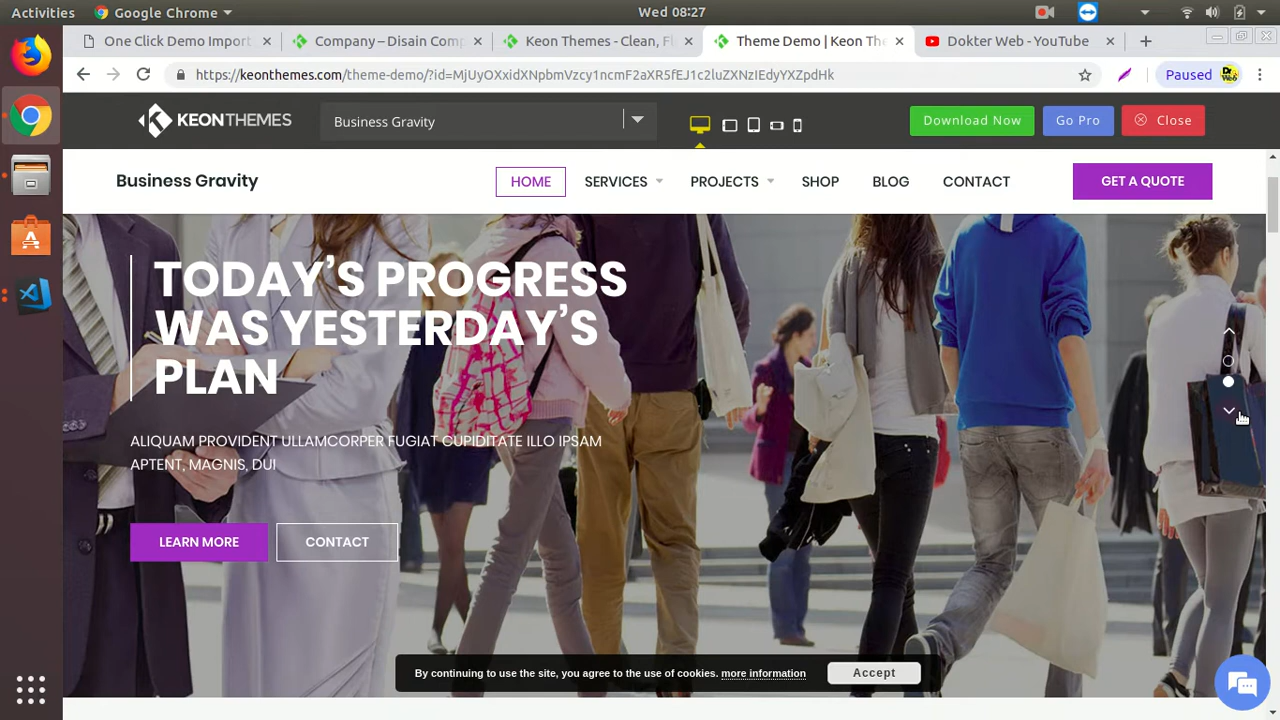 Activities
Google Chrome
Wed 08:27
One Click Demo Import
Company – Disain Comp
Keon Themes - Clean, Fl
Theme Demo | Keon The
Dokter Web - YouTube
https://keonthemes.com/theme-demo/?id=MjUyOXxidXNpbmVzcy1ncmF2aXR5fEJ1c2luZXNzIEdyYXZpdHk
Paused
KEONTHEMES
Business Gravity
Download Now
Go Pro
Close
Business Gravity
HOME
SERVICES
PROJECTS
SHOP
BLOG
CONTACT
GET A QUOTE
TODAY’S PROGRESS
WAS YESTERDAY’S
PLAN
ALIQUAM PROVIDENT ULLAMCORPER FUGIAT CUPIDITATE ILLO IPSAM
APTENT, MAGNIS, DUI
LEARN MORE
CONTACT
By continuing to use the site, you agree to the use of cookies. more information
Accept